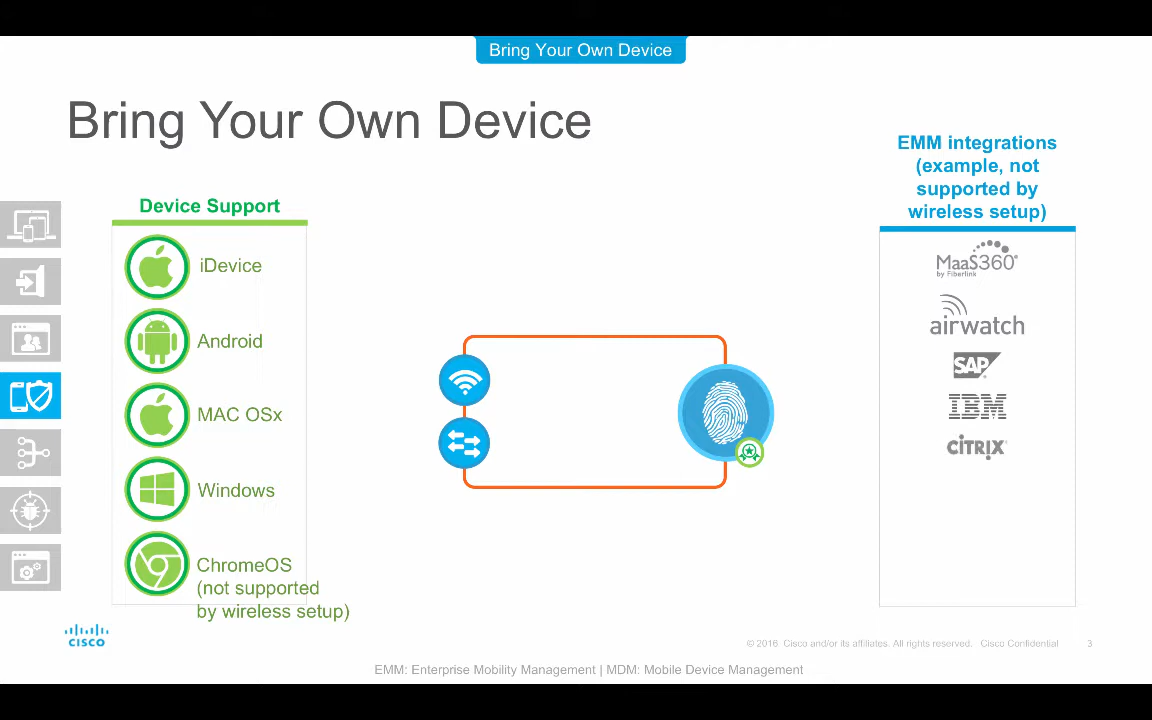 Bring Your Own Device
Bring Your Own Device
Device Support
iDevice
Android
MAC OSx
Windows
ChromeOS
(not supported
by wireless setup)
EMM integrations
(example, not
supported by
wireless setup)
MaaS360
by Fiberlink
airwatch
SAP
IBM
CİTRIX
CISCO
© 2016 Cisco and/or its affiliates. All rights reserved. Cisco Confidential 3
EMM: Enterprise Mobility Management | MDM: Mobile Device Management